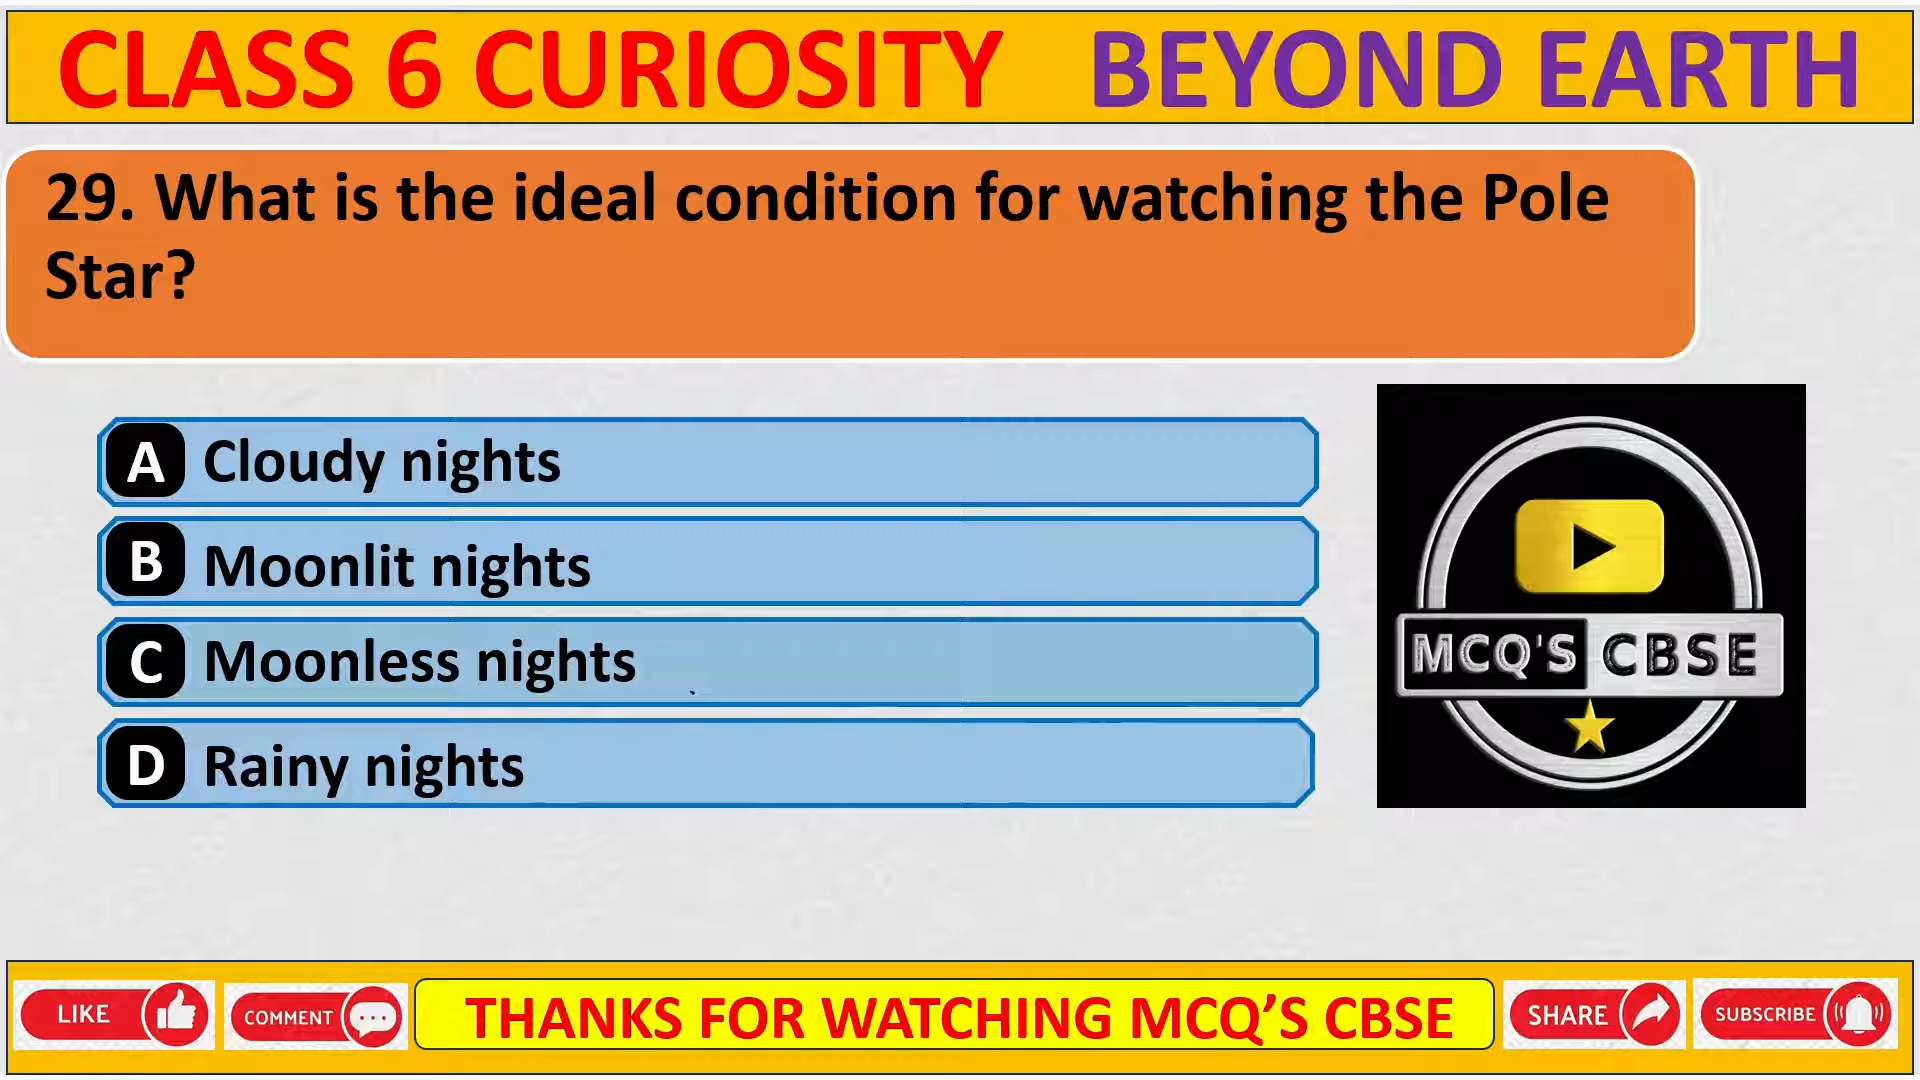 CLASS 6 CURIOSITY BEYOND EARTH
29. What is the ideal condition for watching the Pole
Star?
A Cloudy nights
B Moonlit nights
C Moonless nights
D Rainy nights
MCQ'S CBSE
LIKE
COMMENT
THANKS FOR WATCHING MCQ’S CBSE
SHARE
SUBSCRIBE